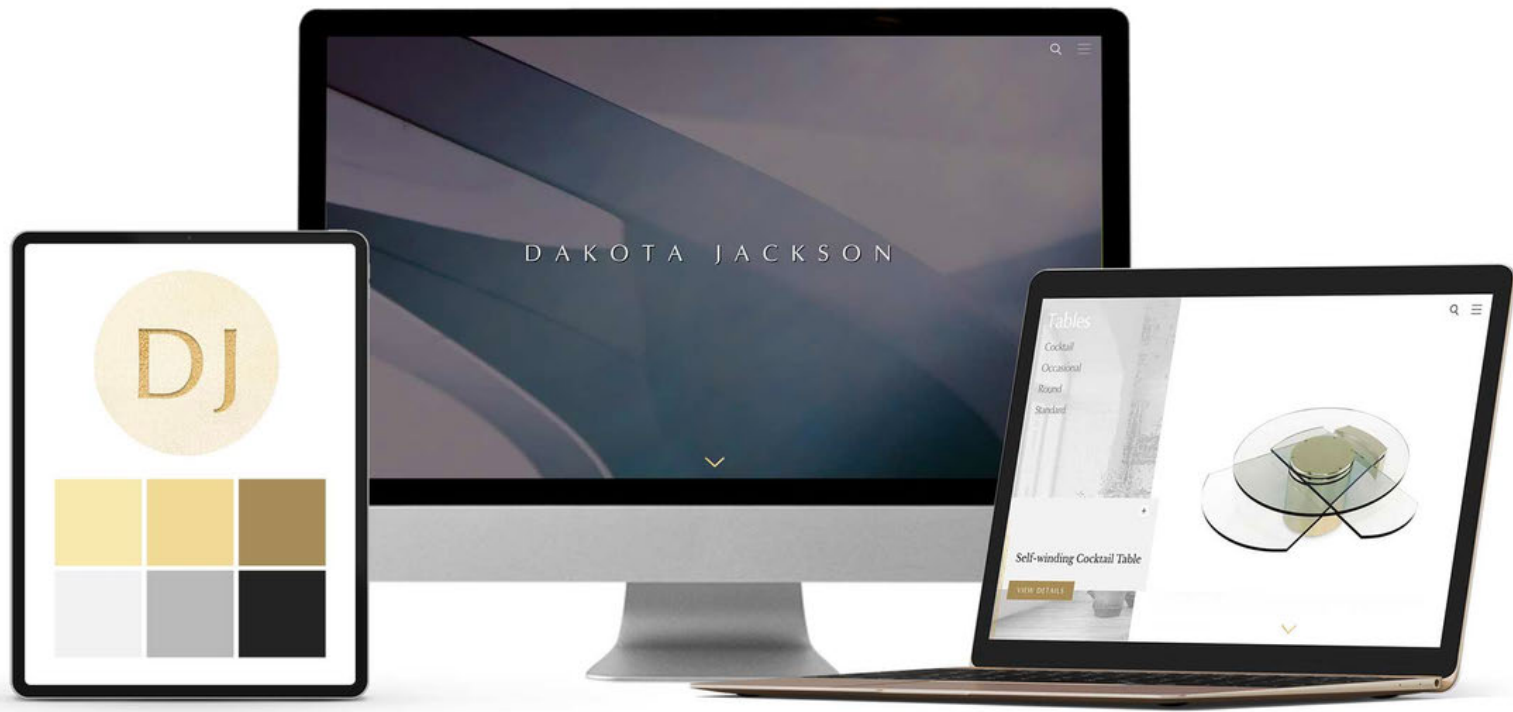 DAKOTA JACKSON
DJ
Tables
Cocktail
Occasional
Round
Standard
Self-winding Cocktail Table
VIEW DETAILS